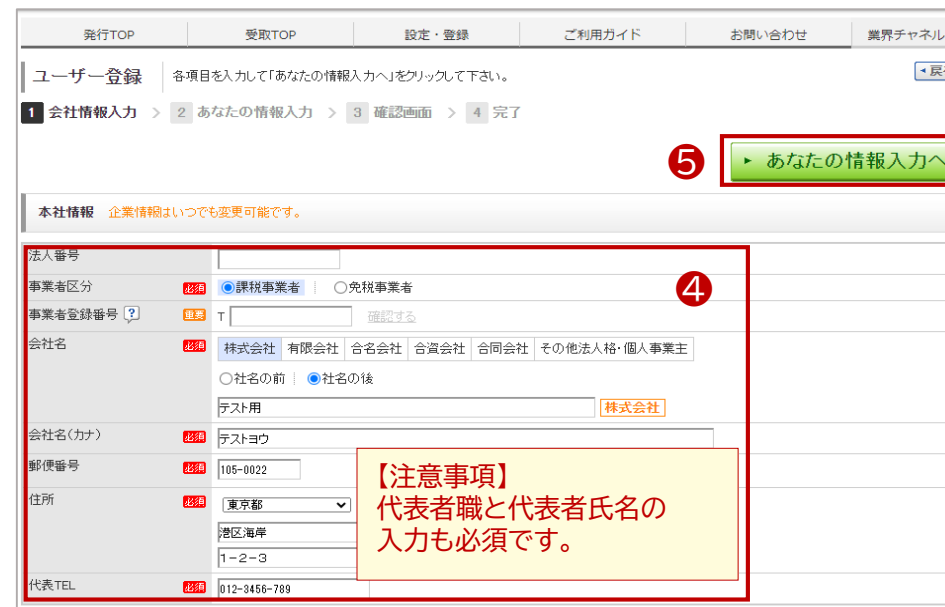 発行TOP 受取TOP 設定・登録 ご利用ガイド お問い合わせ 業界チャネル
ユーザー登録 各項目を入力して「あなたの情報入力へ」をクリックして下さい。
1 会社情報入力 > 2 あなたの情報入力 > 3 確認画面 > 4 完了
5 あなたの情報入力へ
本社情報 企業情報はいつでも変更可能です。
法人番号
事業者区分 必須 課税事業者 免税事業者
4
事業者登録番号 ? 重要 T 確認する
会社名 必須 株式会社 有限会社 合名会社 合資会社 合同会社 その他法人格・個人事業主
社名の前 社名の後
テスト用 株式会社
会社名(カナ) 必須 テストヨウ
郵便番号 必須 105-0022
住所 必須 東京都
港区海岸
1-2-3
【注意事項】
代表者職と代表者氏名の
入力も必須です。
代表TEL 必須 012-3456-789